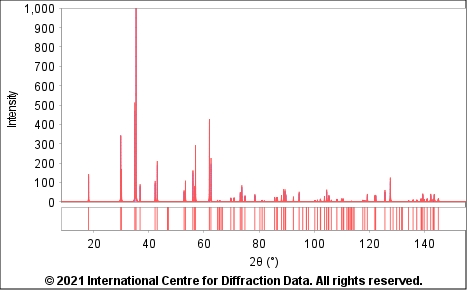 1,000
900
800
700
600
500
400
300
200
100
0
Intensity
20 40 60 80 100 120 140
2θ (°)
© 2021 International Centre for Diffraction Data. All rights reserved.